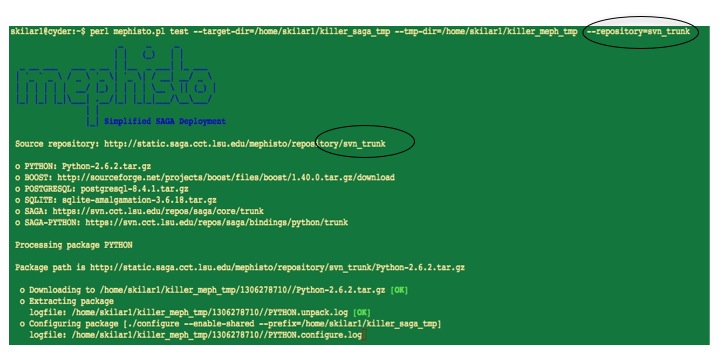 skilar1@cyder:~$ perl mephisto.pl test --target-dir=/home/skilar1/killer_saga_tmp --tmp-dir=/home/skilar1/killer_meph_tmp --repository=svn_trunk
mephisto
Simplified SAGA Deployment
Source repository: http://static.saga.cct.lsu.edu/mephisto/repository/svn_trunk
o PYTHON: Python-2.6.2.tar.gz
o BOOST: http://sourceforge.net/projects/boost/files/boost/1.40.0.tar.gz/download
o POSTGRESQL: postgresql-8.4.1.tar.gz
o SQLITE: sqlite-amalgamation-3.6.18.tar.gz
o SAGA: https://svn.cct.lsu.edu/repos/saga/core/trunk
o SAGA-PYTHON: https://svn.cct.lsu.edu/repos/saga/bindings/python/trunk
Processing package PYTHON
Package path is http://static.saga.cct.lsu.edu/mephisto/repository/svn_trunk/Python-2.6.2.tar.gz
o Downloading to /home/skilar1/killer_meph_tmp/1306278710//Python-2.6.2.tar.gz [OK]
o Extracting package
logfile: /home/skilar1/killer_meph_tmp/1306278710//PYTHON.unpack.log [OK]
o Configuring package [./configure --enable-shared --prefix=/home/skilar1/killer_saga_tmp]
logfile: /home/skilar1/killer_meph_tmp/1306278710//PYTHON.configure.log